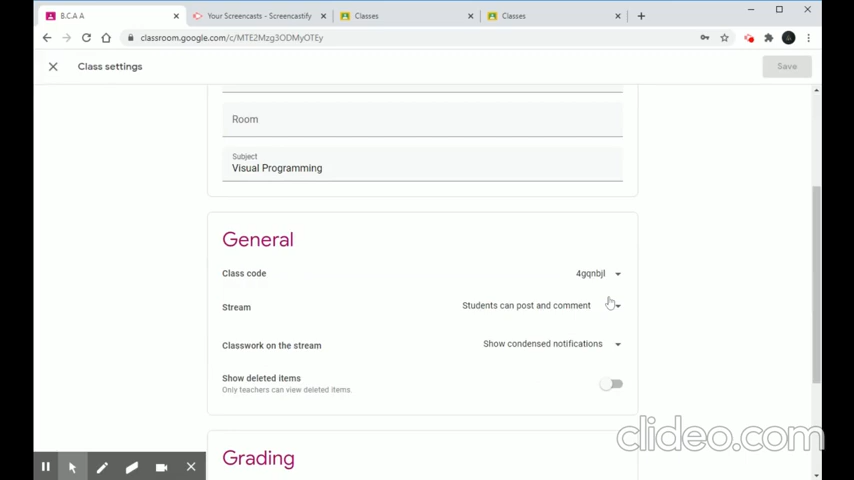 B.C.A A
Your Screencasts - Screencastify
Classes
Classes
classroom.google.com/c/MTE2Mzg3ODMyOTEy
Class settings
Save
Room
Subject
Visual Programming
General
Class code 4gqnbjl
Stream Students can post and comment
Classwork on the stream Show condensed notifications
Show deleted items
Only teachers can view deleted items.
Grading
clideo.com